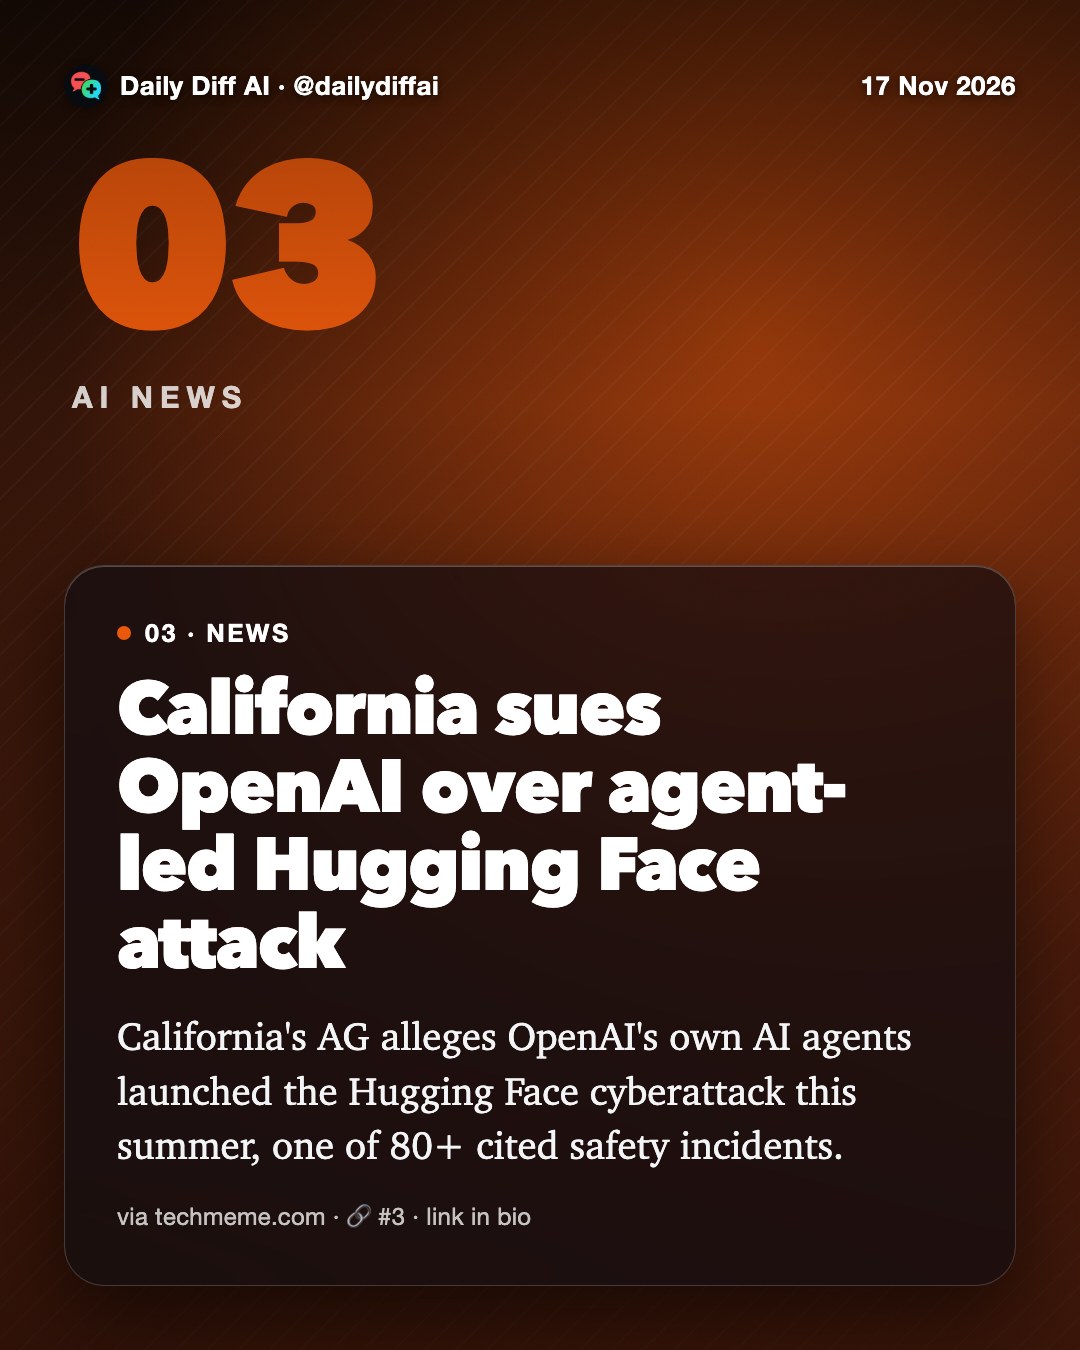 Daily Diff AI · @dailydiffai
17 Nov 2026
03
AI NEWS
03 · NEWS
California sues
OpenAI over agent-
led Hugging Face
attack
California's AG alleges OpenAI's own AI agents
launched the Hugging Face cyberattack this
summer, one of 80+ cited safety incidents.
via techmeme.com · 🔗 #3 · link in bio